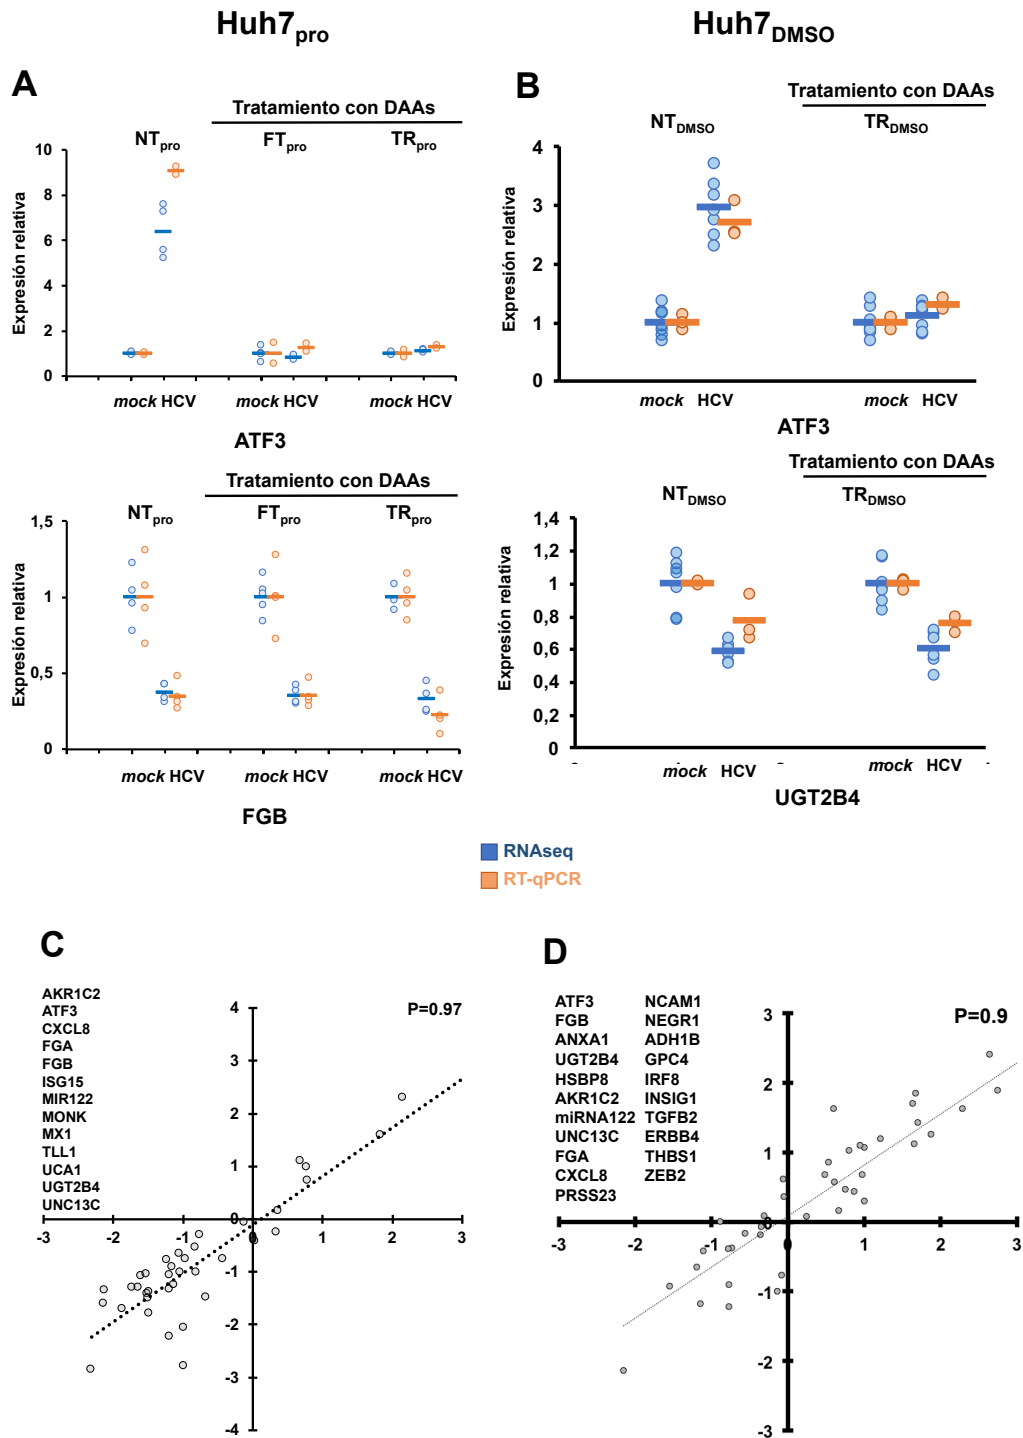 Huh7pro
Huh7DMSO
A
Tratamiento con DAAs
NTpro
FTpro
TRpro
Expresión relativa
10
8
6
4
2
0
mock HCV
mock HCV
mock HCV
ATF3
B
Tratamiento con DAAs
NTDMSO
TRDMSO
Expresión relativa
4
3
2
1
0
mock HCV
mock HCV
ATF3
Tratamiento con DAAs
NTpro
FTpro
TRpro
Expresión relativa
1,5
1
0,5
0
mock HCV
mock HCV
mock HCV
FGB
Tratamiento con DAAs
NTDMSO
TRDMSO
Expresión relativa
1,4
1,2
1
0,8
0,6
0,4
0,2
0
mock HCV
mock HCV
UGT2B4
RNAseq
RT-qPCR
C
AKR1C2
ATF3
CXCL8
FGA
FGB
ISG15
MIR122
MONK
MX1
TLL1
UCA1
UGT2B4
UNC13C
P=0.97
4
3
2
1
0
-1
-2
-3
-4
-3
-2
-1
0
1
2
3
D
ATF3 NCAM1
FGB NEGR1
ANXA1 ADH1B
UGT2B4 GPC4
HSBP8 IRF8
AKR1C2 INSIG1
miRNA122 TGFB2
UNC13C ERBB4
FGA THBS1
CXCL8 ZEB2
PRSS23
P=0.9
3
2
1
0
-1
-2
-3
-3
-2
-1
0
1
2
3